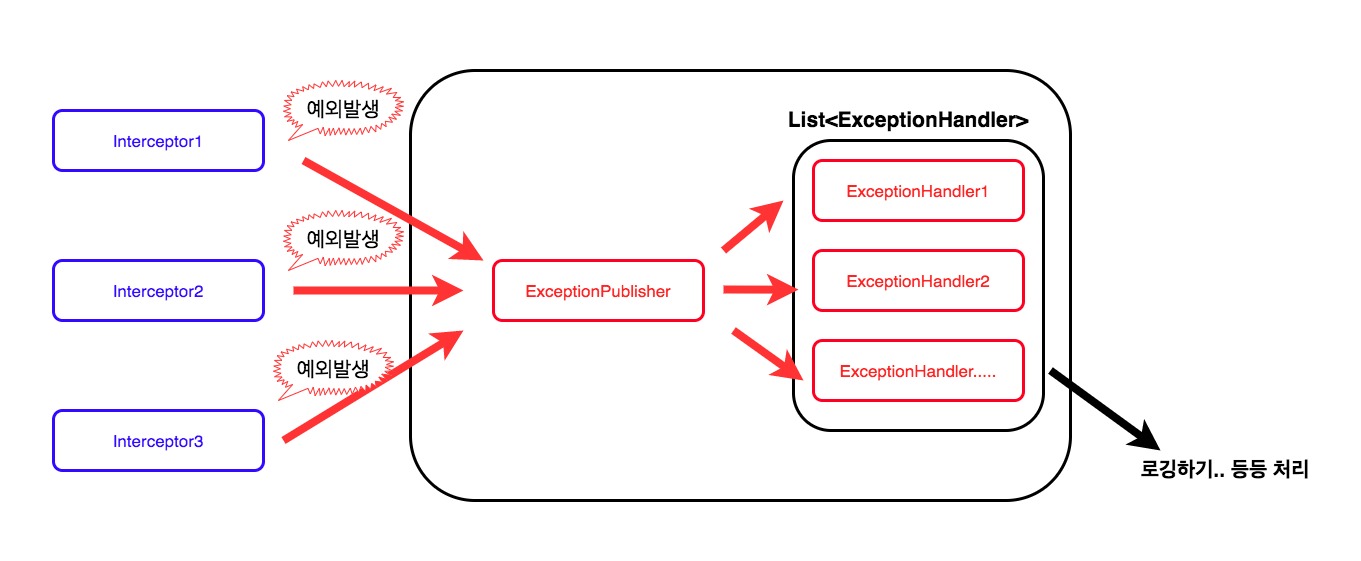 Interceptor1
예외발생
Interceptor2
예외발생
Interceptor3
예외발생
ExceptionPublisher
List<ExceptionHandler>
ExceptionHandler1
ExceptionHandler2
ExceptionHandler.....
로깅하기.. 등등 처리